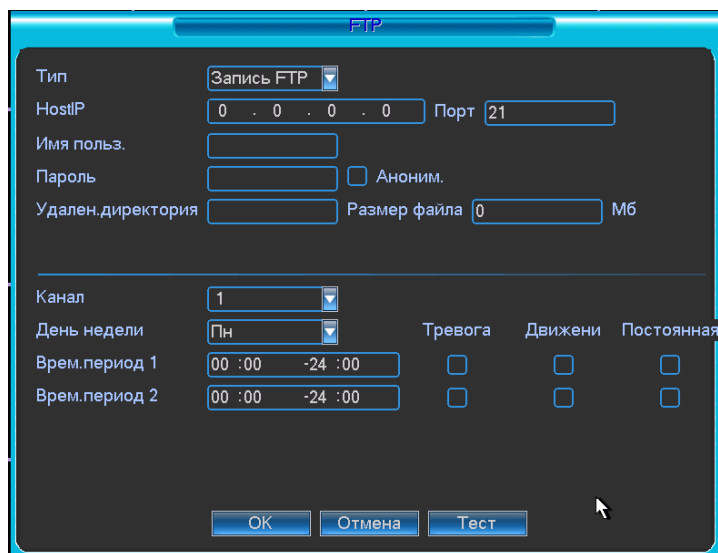 FTP
Тип Запись FTP
HostIP 0 . 0 . 0 . 0 Порт 21
Имя польз.
Пароль Аноним.
Удален.директория Размер файла 0 Мб
Канал 1
День недели Пн Тревога Движени Постоянная
Врем.период 1 00 :00 -24 :00
Врем.период 2 00 :00 -24 :00
OK Отмена Тест